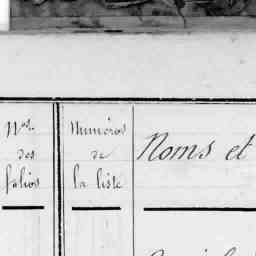 Nos.
des
folios
Numéros
de
la liste
Noms et